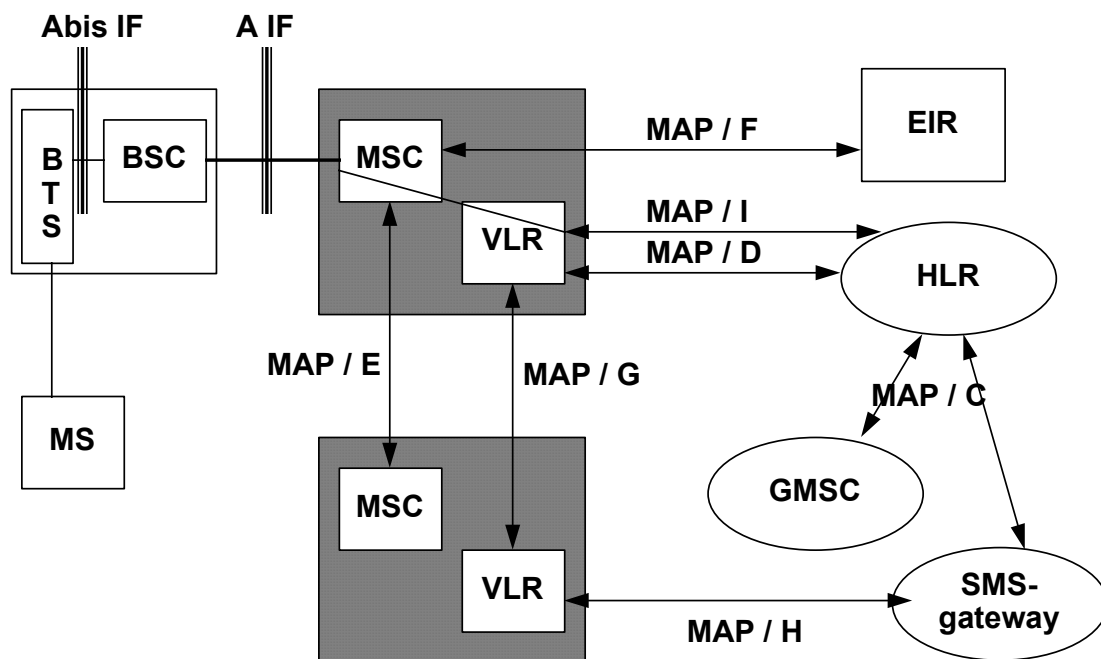 Abis IF
A IF
B
T
S
BSC
MSC
MAP / F
EIR
VLR
MAP / I
MAP / D
HLR
MAP / E
MAP / G
MAP / C
MS
MSC
GMSC
VLR
MAP / H
SMS-
gateway